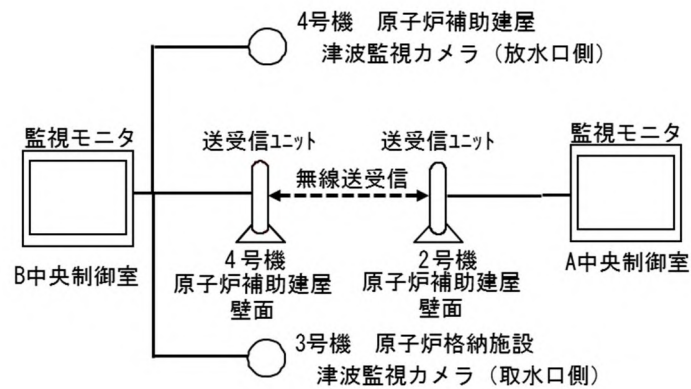 4号機　原子炉補助建屋
津波監視カメラ（放水口側）
監視モニタ
送受信ﾕﾆｯﾄ
送受信ﾕﾆｯﾄ
監視モニタ
無線送受信
B中央制御室
4号機
原子炉補助建屋
壁面
2号機
原子炉補助建屋
壁面
A中央制御室
3号機　原子炉格納施設
津波監視カメラ（取水口側）